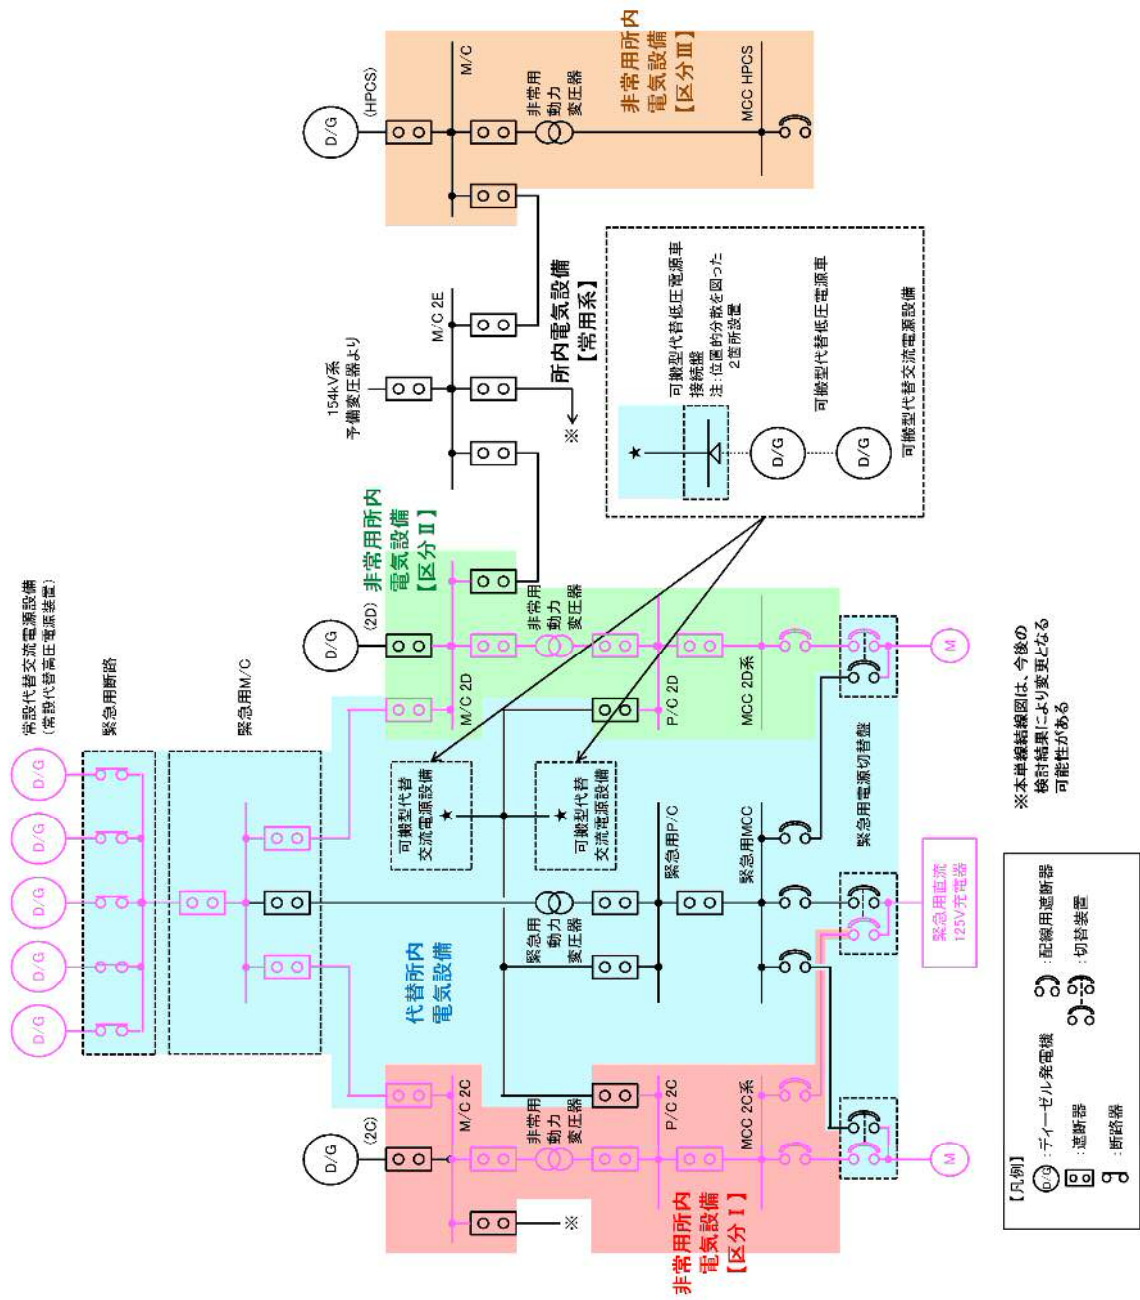 常設代替交流電源設備
(常設代替高圧電源装置)
緊急用断路
緊急用M/C
D/G
D/G
D/G
D/G
D/G
D/G
(2C)
M/C 2C
非常用
動力
変圧器
P/C 2C
MCC 2C系
※
非常用所内
電気設備
【区分Ⅰ】
M
代替所内
電気設備
緊急用
動力
変圧器
緊急用P/C
緊急用MCC
緊急用電源切替盤
緊急用直流
125V充電器
可搬型代替
交流電源設備
★
可搬型代替
交流電源設備
★
D/G
(2D)
非常用所内
電気設備
【区分Ⅱ】
M/C 2D
非常用
動力
変圧器
P/C 2D
MCC 2D系
M
154kV系
予備変圧器より
M/C 2E
※
所内電気設備
【常用系】
D/G
(HPCS)
M/C
非常用
動力
変圧器
非常用所内
電気設備
【区分Ⅲ】
MCC HPCS
★
可搬型代替低圧電源車
接続盤
注:位置的分散を図った
2箇所設置
D/G
D/G
可搬型代替低圧電源車
可搬型代替交流電源設備
※本単線結線図は、今後の
検討結果により変更となる
可能性がある
【凡例】
D/G :ディーゼル発電機
:遮断器
:断路器
:配線用遮断器
:切替装置